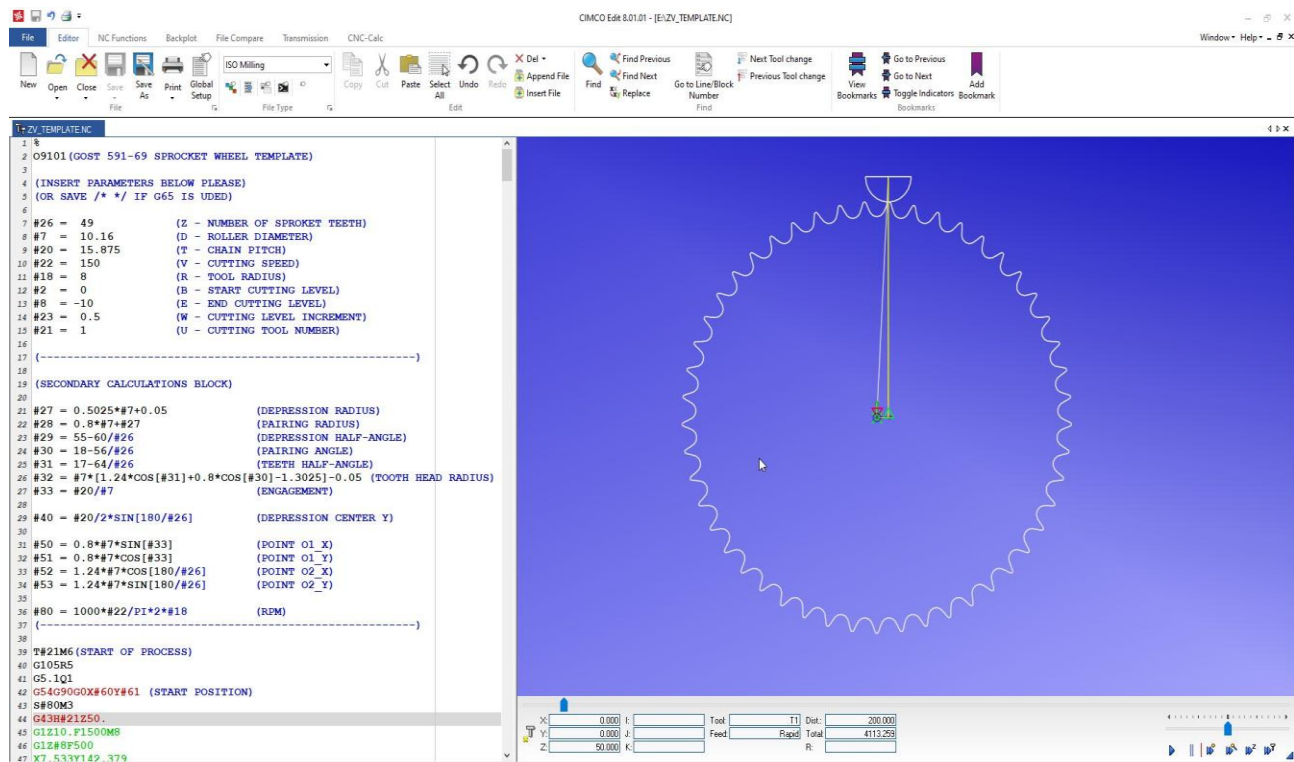 CIMCO Edit 8.01.01 - [E:\ZV_TEMPLATE.NC]
File Editor NC Functions Backplot File Compare Transmission CNC-Calc Window Help
New Open Close Save Save As Print Global Setup
File
ISO Milling
File Type
Copy Cut Paste Select All Undo Redo
Del
Append File
Insert File
Edit
Find
Find Previous
Find Next
Replace
Go to Line/Block Number
Next Tool change
Previous Tool change
Find
View Bookmarks
Go to Previous
Go to Next
Toggle Indicators
Add Bookmark
Bookmarks
ZV_TEMPLATE.NC
1 %
2 O9101(GOST 591-69 SPROCKET WHEEL TEMPLATE)
3
4 (INSERT PARAMETERS BELOW PLEASE)
5 (OR SAVE /* */ IF G65 IS UDED)
6
7 #26 = 49 (Z - NUMBER OF SPROKET TEETH)
8 #7 = 10.16 (D - ROLLER DIAMETER)
9 #20 = 15.875 (T - CHAIN PITCH)
10 #22 = 150 (V - CUTTING SPEED)
11 #18 = 8 (R - TOOL RADIUS)
12 #2 = 0 (B - START CUTTING LEVEL)
13 #8 = -10 (E - END CUTTING LEVEL)
14 #23 = 0.5 (W - CUTTING LEVEL INCREMENT)
15 #21 = 1 (U - CUTTING TOOL NUMBER)
16
17 (---------------------------------------------------------)
18
19 (SECONDARY CALCULATIONS BLOCK)
20
21 #27 = 0.5025*#7+0.05 (DEPRESSION RADIUS)
22 #28 = 0.8*#7+#27 (PAIRING RADIUS)
23 #29 = 55-60/#26 (DEPRESSION HALF-ANGLE)
24 #30 = 18-56/#26 (PAIRING ANGLE)
25 #31 = 17-64/#26 (TEETH HALF-ANGLE)
26 #32 = #7*[1.24*COS[#31]+0.8*COS[#30]-1.3025]-0.05 (TOOTH HEAD RADIUS)
27 #33 = #20/#7 (ENGAGEMENT)
28
29 #40 = #20/2*SIN[180/#26] (DEPRESSION CENTER Y)
30
31 #50 = 0.8*#7*SIN[#33] (POINT O1_X)
32 #51 = 0.8*#7*COS[#33] (POINT O1_Y)
33 #52 = 1.24*#7*COS[180/#26] (POINT O2_X)
34 #53 = 1.24*#7*SIN[180/#26] (POINT O2_Y)
35
36 #80 = 1000*#22/PI*2*#18 (RPM)
37 (---------------------------------------------------------)
38
39 T#21M6(START OF PROCESS)
40 G105R5
41 G5.1Q1
42 G54G90G0X#60Y#61 (START POSITION)
43 S#80M3
44 G43H#21Z50.
45 G1Z10.F1500M8
46 G1Z#8F500
47 X7.533Y142.379
X: 0.000 I: Tool: T1 Dist.: 200.000
Y: 0.000 J: Feed: Rapid Total: 4113.259
Z: 50.000 K: R: